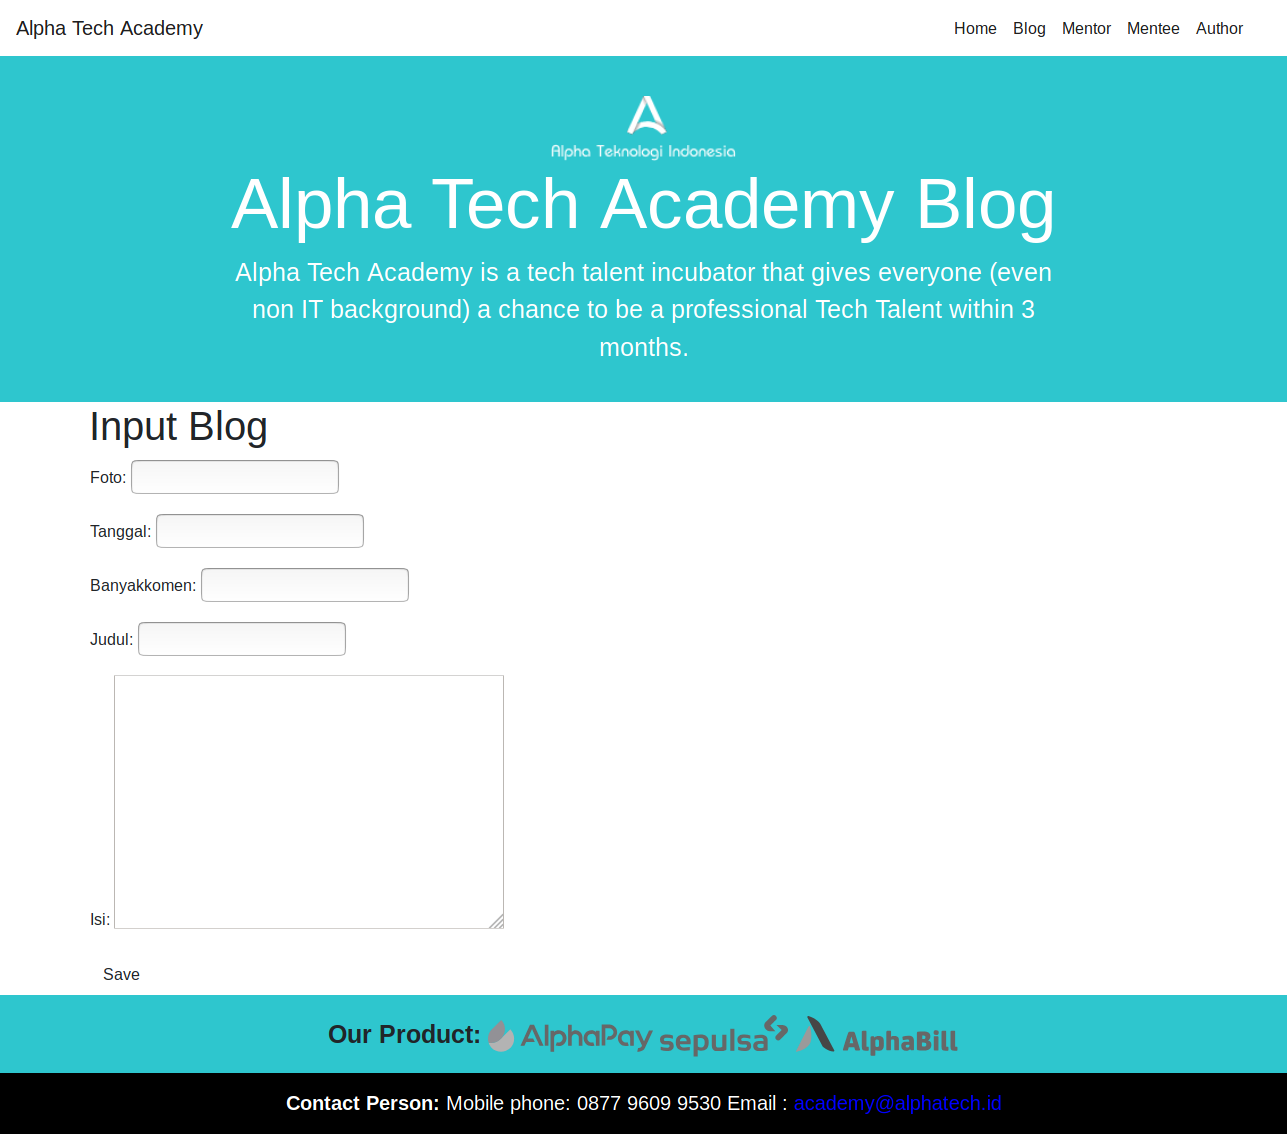 Alpha Tech Academy
Home Blog Mentor Mentee Author
Alpha Teknologi Indonesia
Alpha Tech Academy Blog
Alpha Tech Academy is a tech talent incubator that gives everyone (even
non IT background) a chance to be a professional Tech Talent within 3
months.
Input Blog
Foto:
Tanggal:
Banyakkomen:
Judul:
Isi:
Save
Our Product: AlphaPay sepulsa AlphaBill
Contact Person: Mobile phone: 0877 9609 9530 Email : academy@alphatech.id